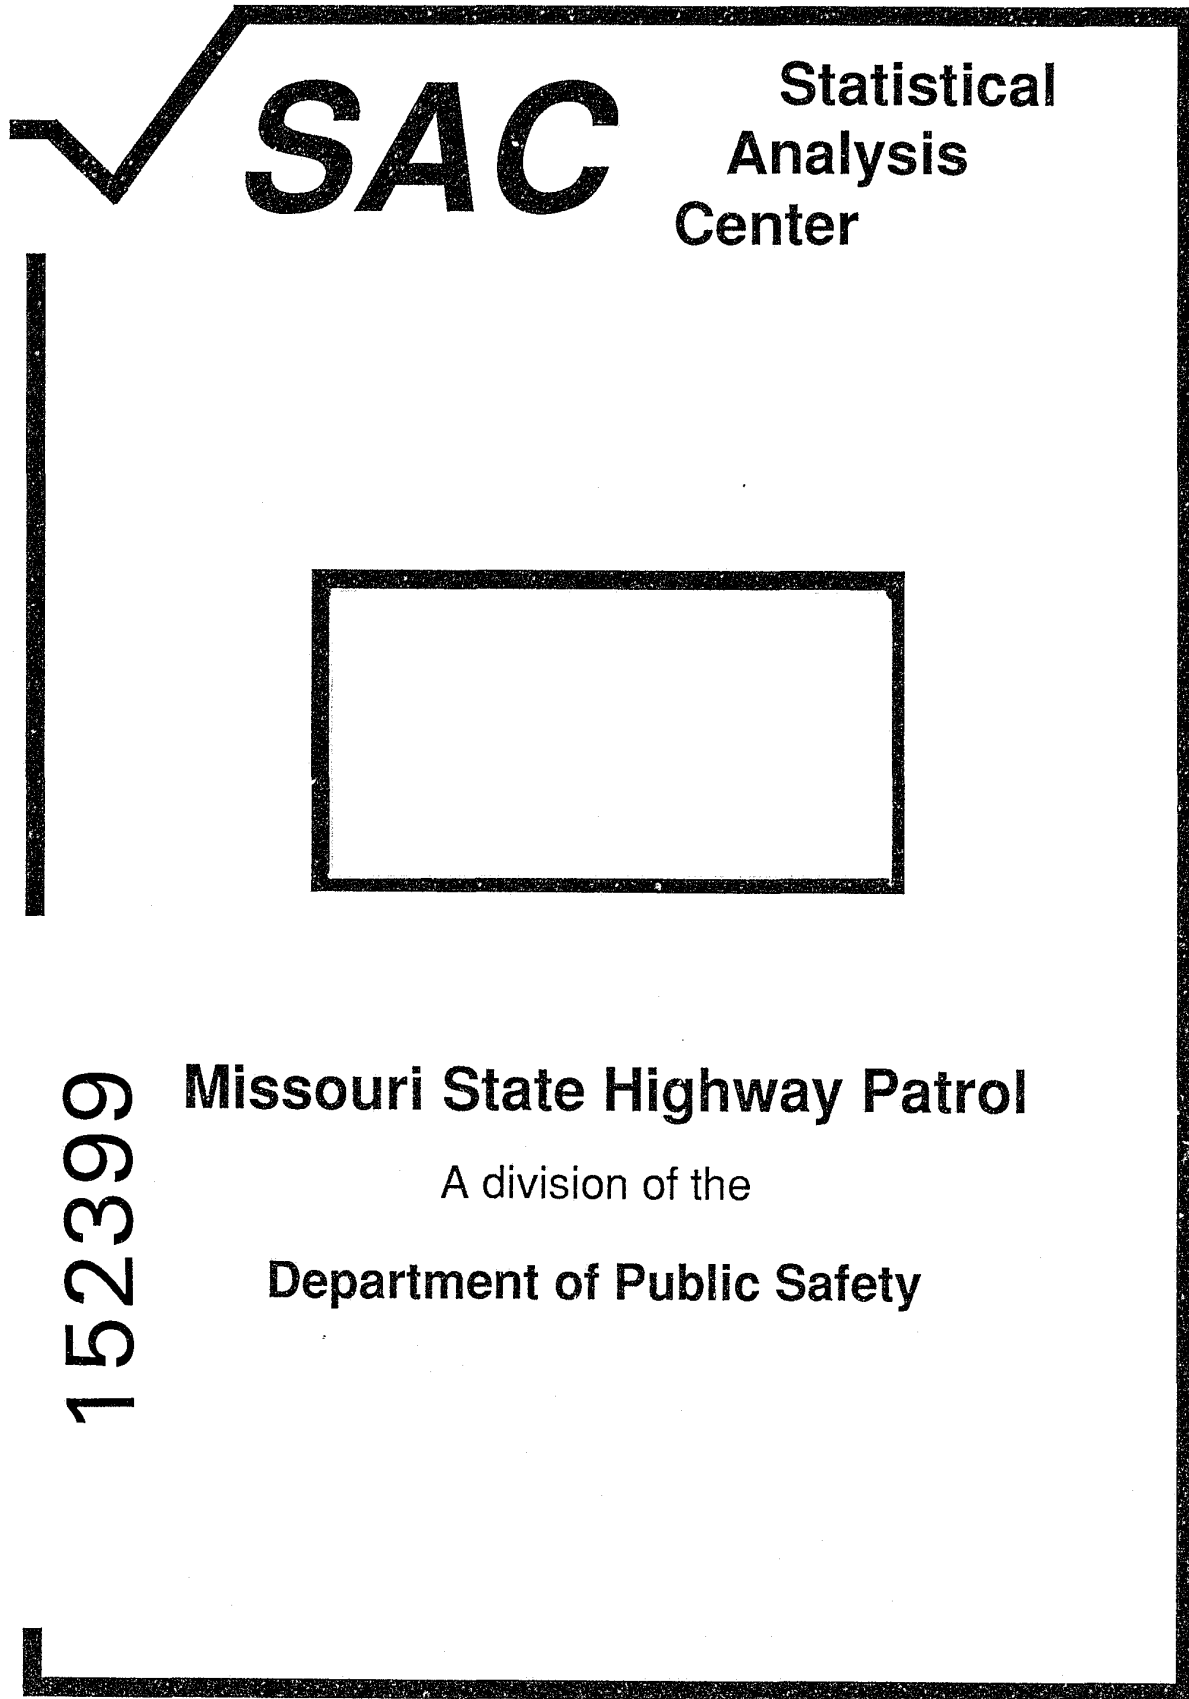 SAC
Statistical
Analysis
Center
Missouri State Highway Patrol
A division of the
Department of Public Safety
152399